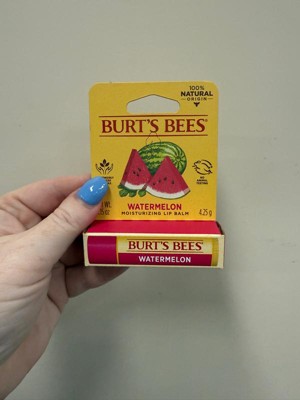 100%
NATURAL
ORIGIN
BURT'S BEES
WATERMELON
MOISTURIZING LIP BALM
4.25 g
BURT'S BEES
WATERMELON